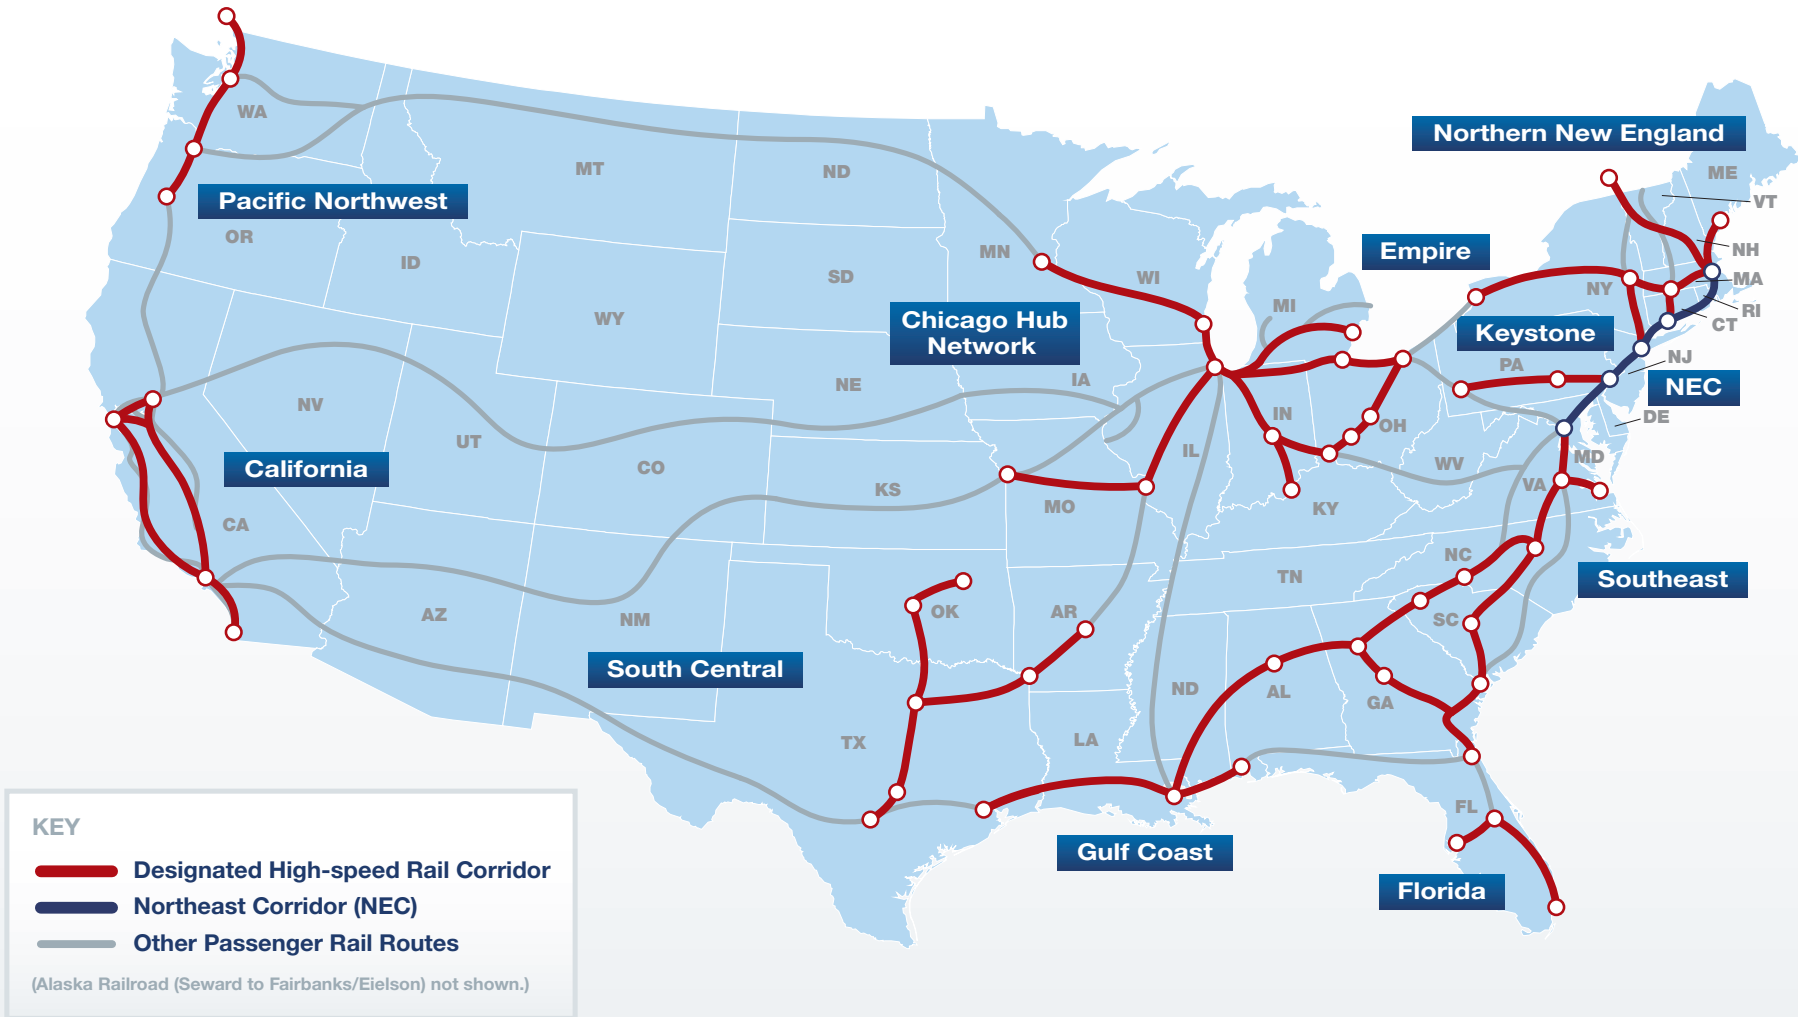 WA
MT
ND
Northern New England
ME
VT
Pacific Northwest
OR
ID
SD
MN
WI
Empire
NH
MA
RI
CT
NY
WY
Chicago Hub
Network
MI
Keystone
PA
NJ
NEC
DE
NV
UT
NE
IA
IN
OH
MD
California
CO
KS
IL
WV
VA
CA
MO
KY
NC
Southeast
AZ
NM
OK
AR
TN
SC
South Central
TX
LA
ND
AL
GA
Gulf Coast
FL
Florida
KEY
Designated High-speed Rail Corridor
Northeast Corridor (NEC)
Other Passenger Rail Routes
(Alaska Railroad (Seward to Fairbanks/Eielson) not shown.)